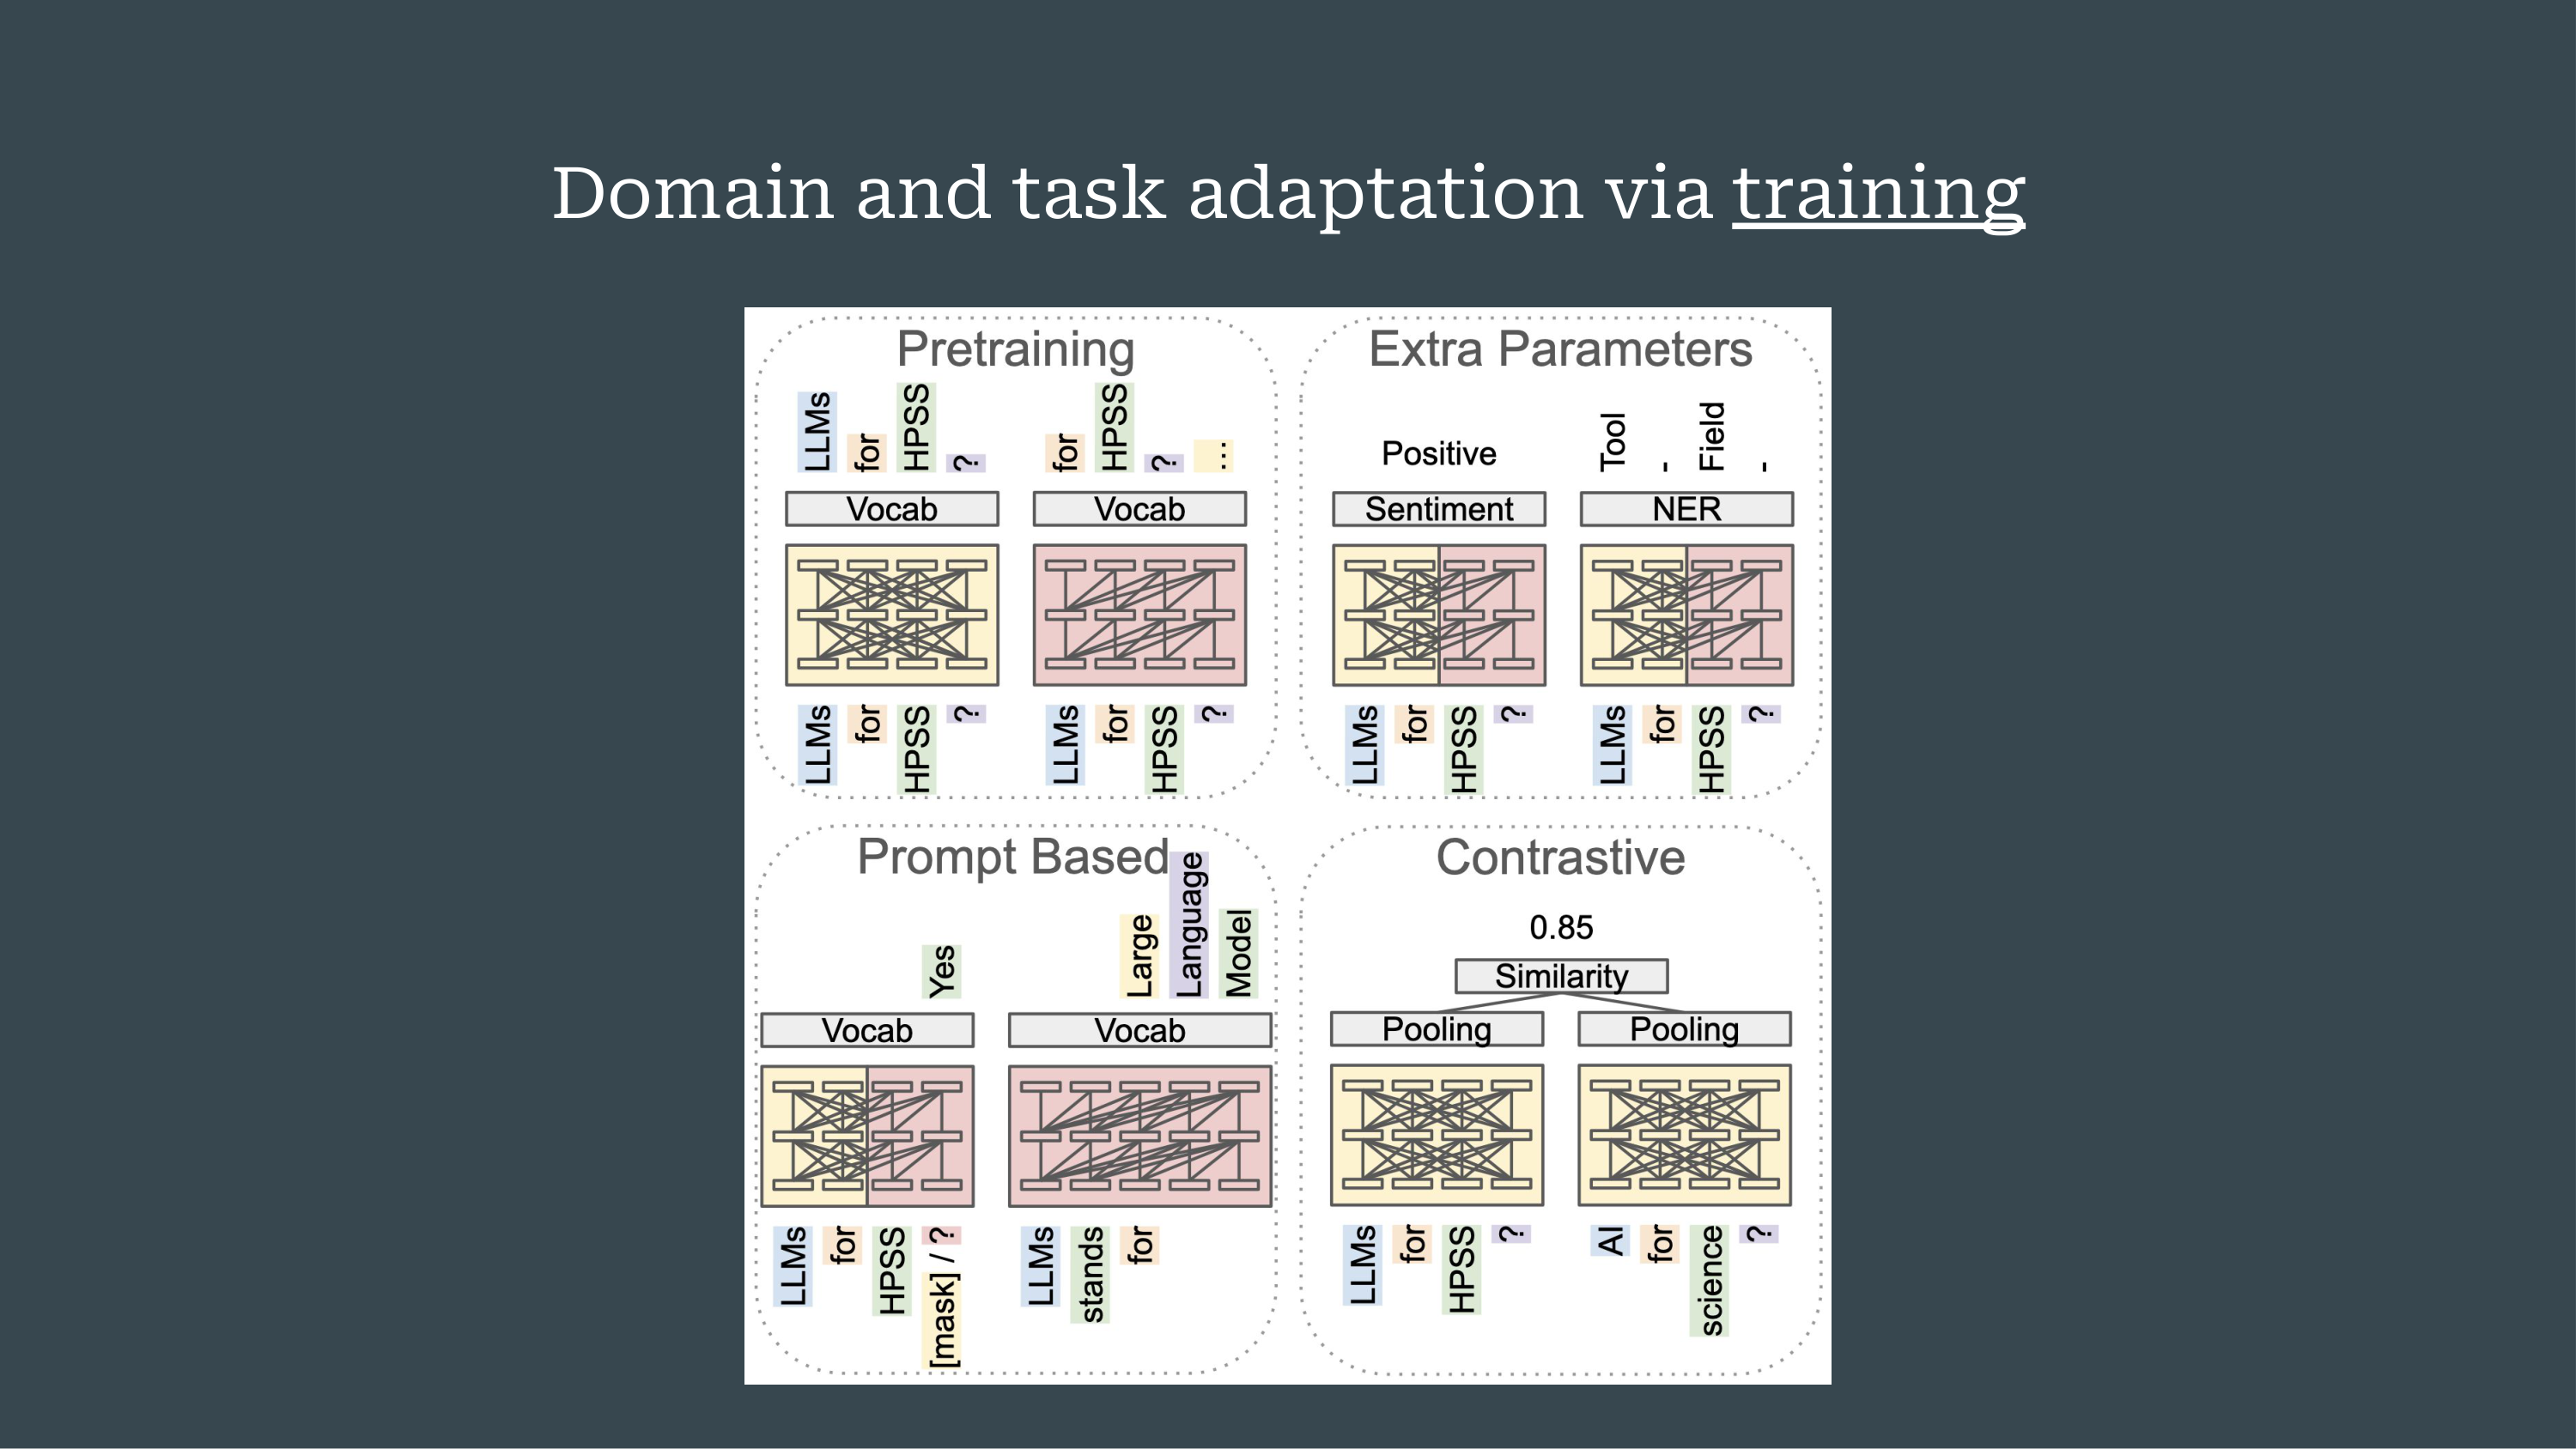 Domain and task adaptation via training
Pretraining
LLMs for HPSS ?
for HPSS ? ...
Vocab
Vocab
LLMs for HPSS ?
LLMs for HPSS ?
Extra Parameters
Positive
Tool - Field -
Sentiment
NER
LLMs for HPSS ?
LLMs for HPSS ?
Prompt Based
Yes
Large Language Model
Vocab
Vocab
LLMs for HPSS [mask] / ?
LLMs stands for
Contrastive
0.85
Similarity
Pooling
Pooling
LLMs for HPSS ?
AI for science ?